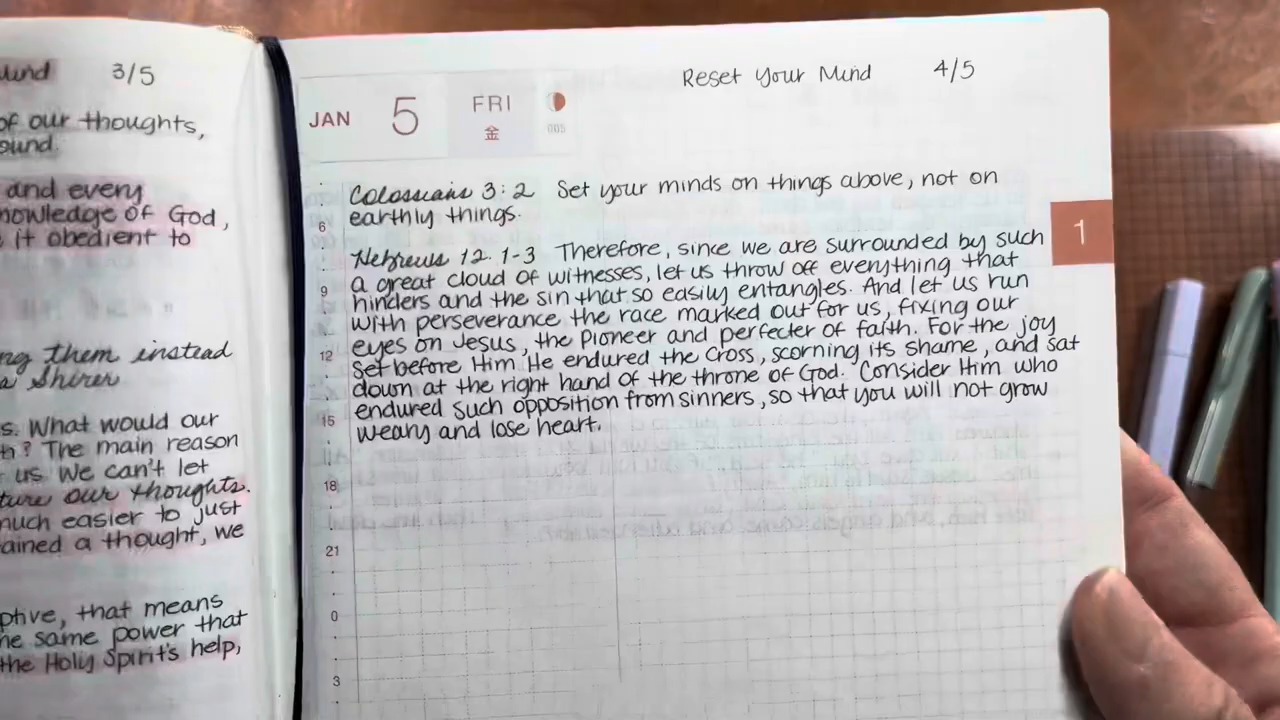 Mind 3/5
of our thoughts,
ound.
and every
nowledge of God,
it obedient to
ng them instead
a Shirer
s. What would our
th? The main reason
us. We can't let
ture our thoughts.
much easier to just
ained a thought, we
ptive, that means
he same power that
the Holy Spirit's help,
Reset Your Mind 4/5
JAN 5 FRI
金 005
Colossians 3:2 Set your minds on things above, not on
earthly things.
Hebrews 12.1-3 Therefore, since we are surrounded by such
a great cloud of witnesses, let us throw off everything that
hinders and the sin that so easily entangles. And let us run
with perseverance the race marked out for us, fixing our
eyes on Jesus, the Pioneer and perfecter of faith. For the joy
set before Him He endured the Cross, scorning its shame, and sat
down at the right hand of the throne of God. Consider Him who
endured such opposition from sinners, so that you will not grow
weary and lose heart.
6
9
12
15
18
21
0
3
1